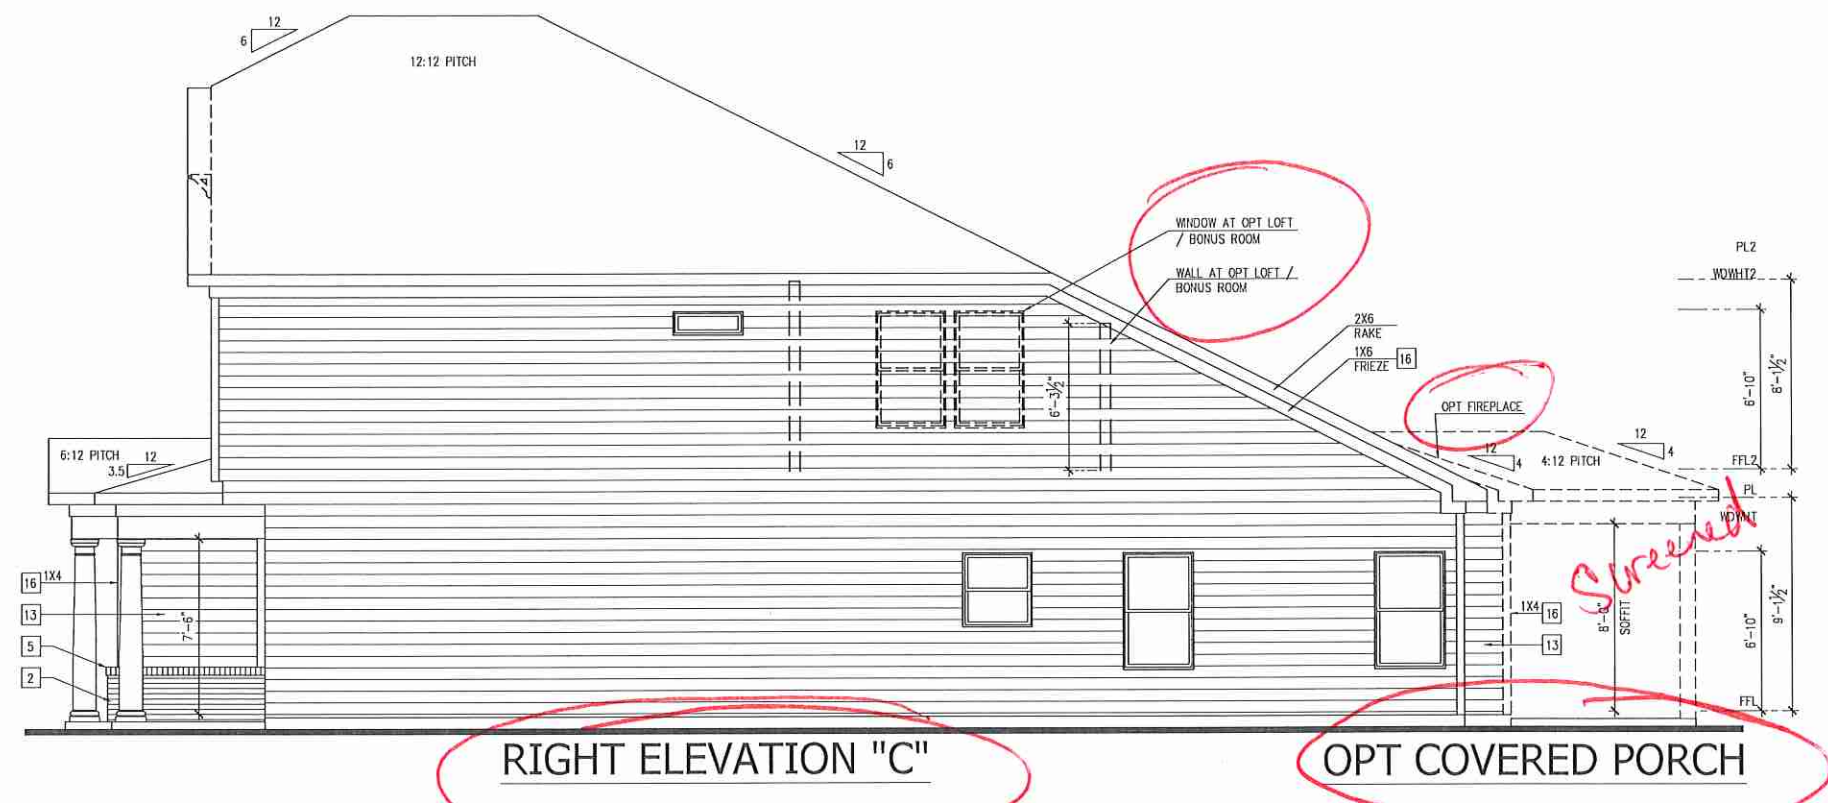 12
6
12:12 PITCH
12
6
WINDOW AT OPT LOFT
/ BONUS ROOM
WALL AT OPT LOFT /
BONUS ROOM
PL2
WDWHT2
2X6
RAKE
1X6
FRIEZE 16
6'-3½"
6'-10"
8'-1½"
OPT FIREPLACE
6:12 PITCH
12
3.5
12
4
4:12 PITCH
12
4
FFL2
PL
WDWHT
Screened
16 1X4
13
7'-6"
5
2
1X4 16
13
8'-0"
SOFFIT
6'-10"
9'-1½"
FFL
RIGHT ELEVATION "C"
OPT COVERED PORCH